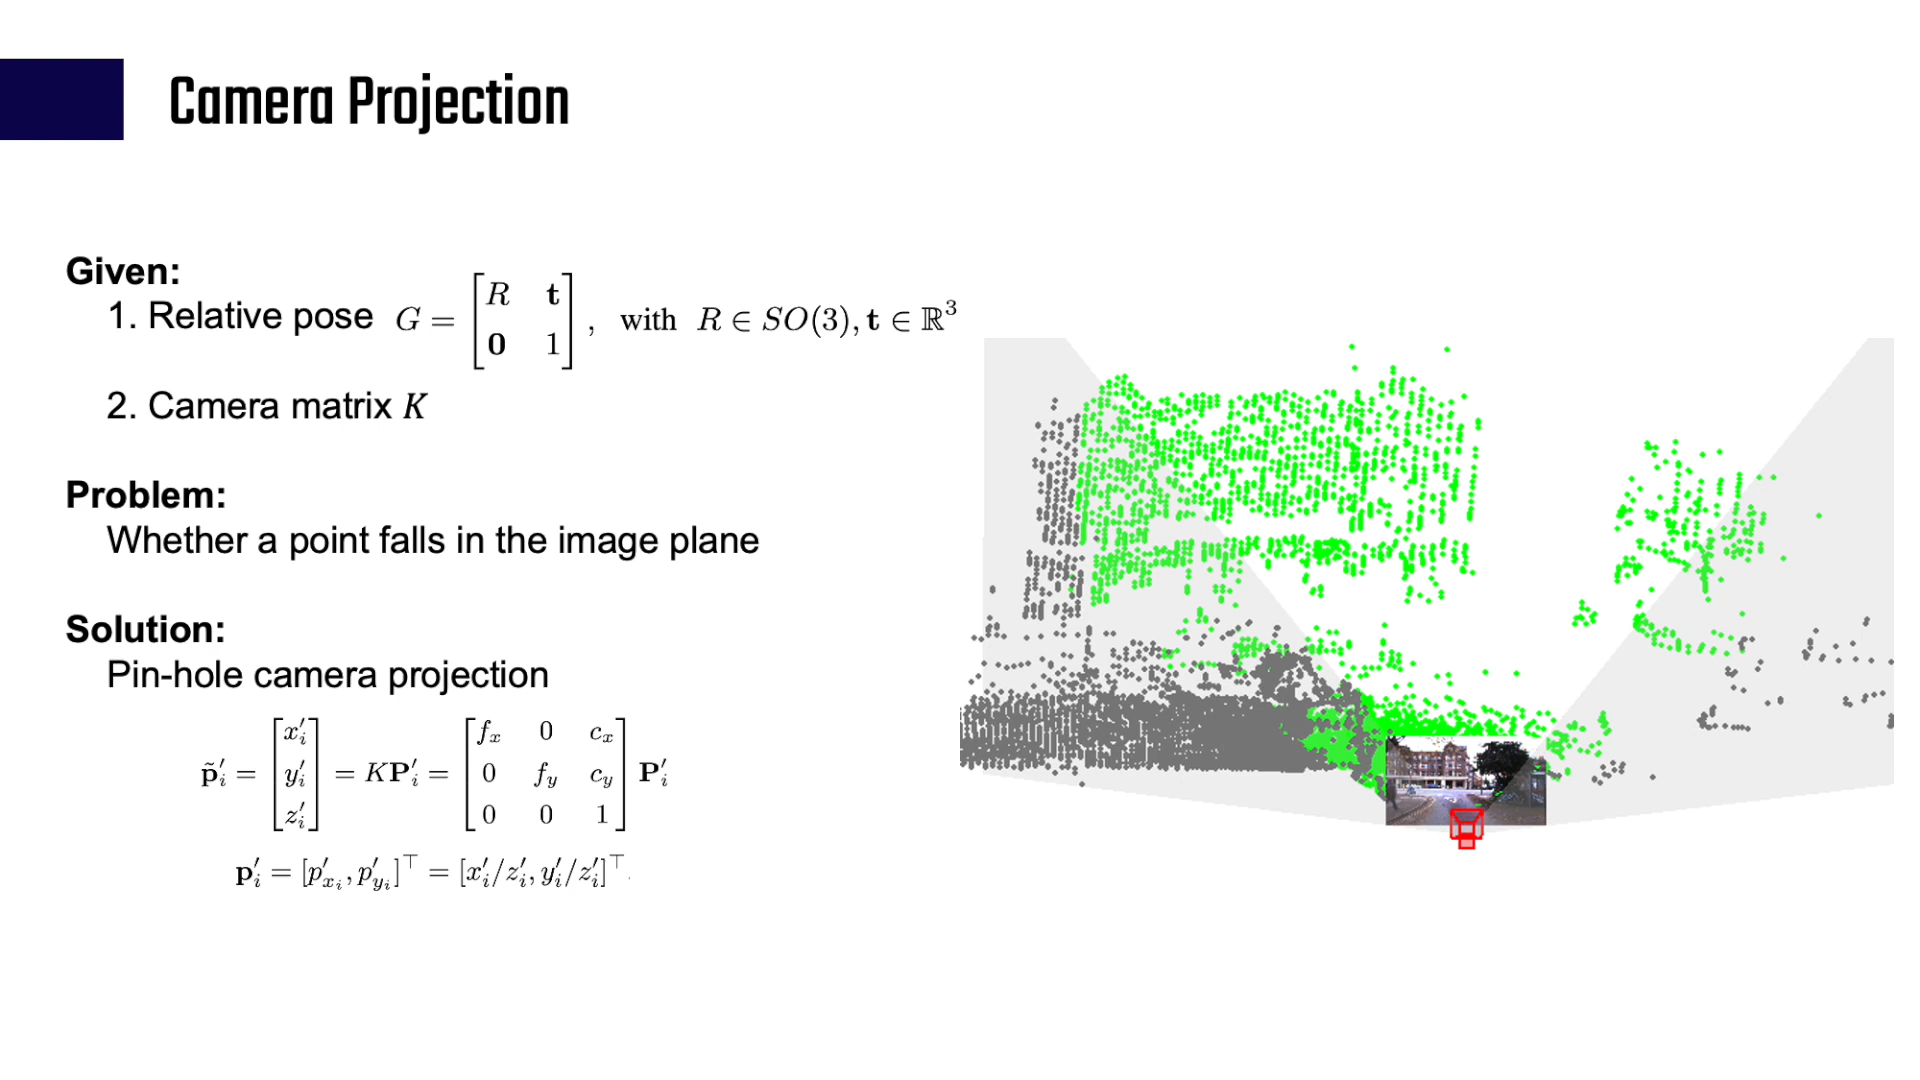 Camera Projection
Given:
1. Relative pose G = [R t; 0 1], with R ∈ SO(3), t ∈ ℝ³
2. Camera matrix K
Problem:
Whether a point falls in the image plane
Solution:
Pin-hole camera projection
p̃′ᵢ = [x′ᵢ; y′ᵢ; z′ᵢ] = KP′ᵢ = [fₓ 0 cₓ; 0 f_y c_y; 0 0 1] P′ᵢ
p′ᵢ = [p′_{xᵢ}, p′_{yᵢ}]^⊤ = [x′ᵢ/z′ᵢ, y′ᵢ/z′ᵢ]^⊤.